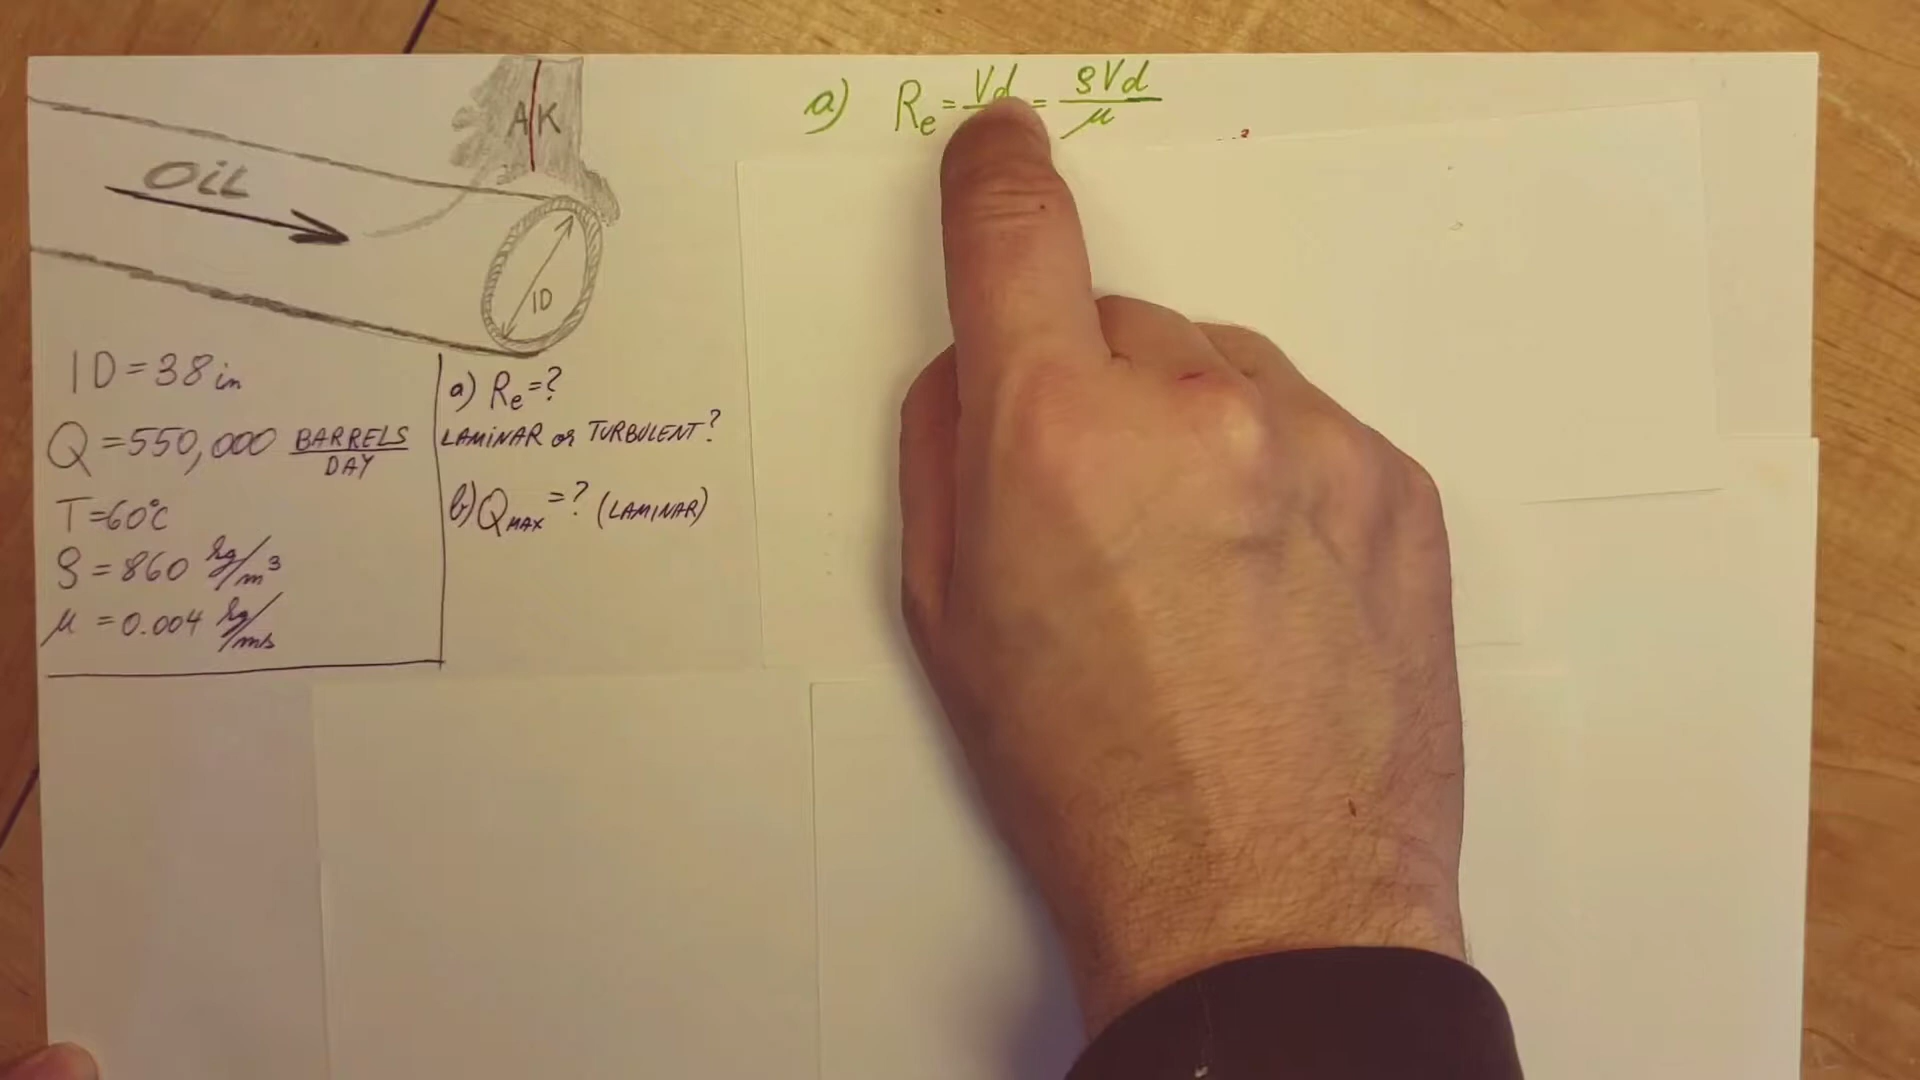 AK
OIL
ID
ID = 38 in
Q = 550,000 BARRELS/DAY
T = 60°C
ρ = 860 kg/m³
μ = 0.004 kg/ms
a) Re = ?
LAMINAR or TURBULENT?
b) QMAX = ? (LAMINAR)
a) Re = Vd = ρVd/μ